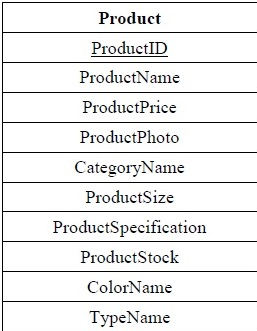 Product
ProductID
ProductName
ProductPrice
ProductPhoto
CategoryName
ProductSize
ProductSpecification
ProductStock
ColorName
TypeName